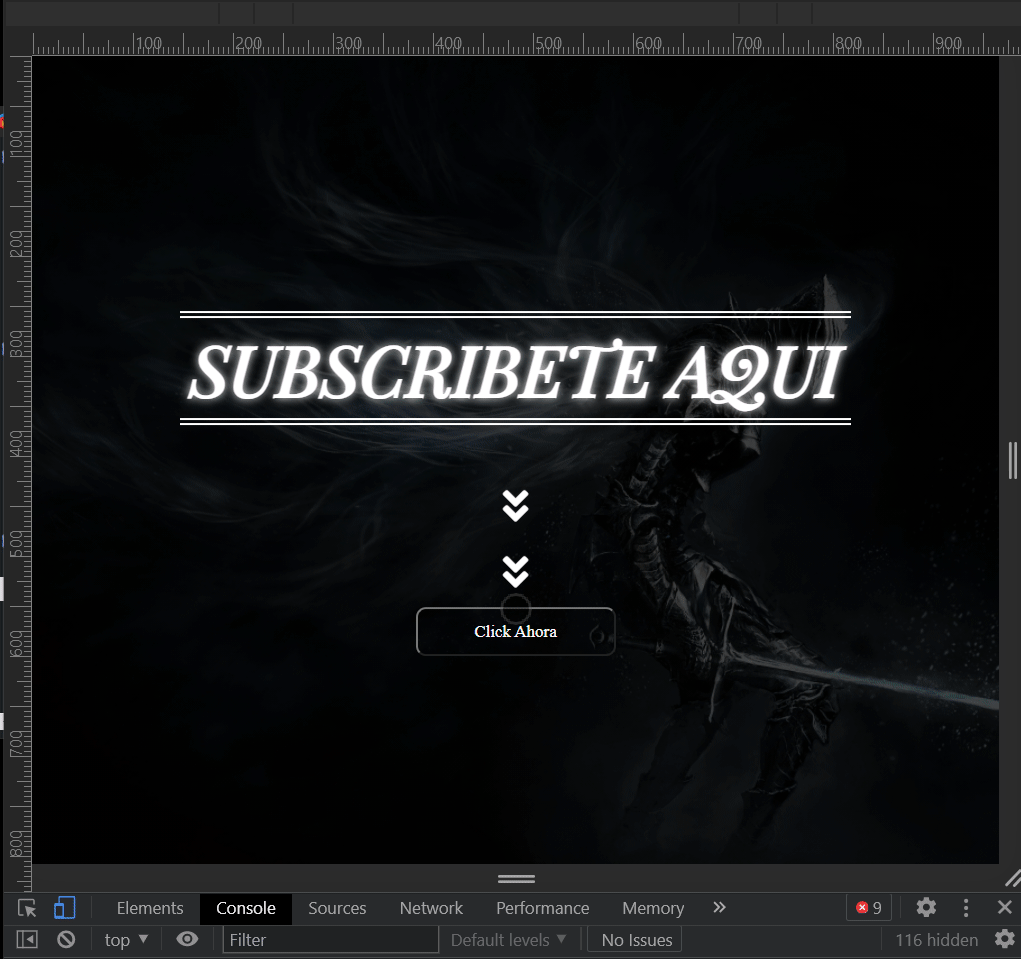 100 200 300 400 500 600 700 800 900
100
200
300
400
500
600
700
800
SUBSCRIBETE AQUI
Click Ahora
Elements Console Sources Network Performance Memory 9
top Filter Default levels No Issues 116 hidden